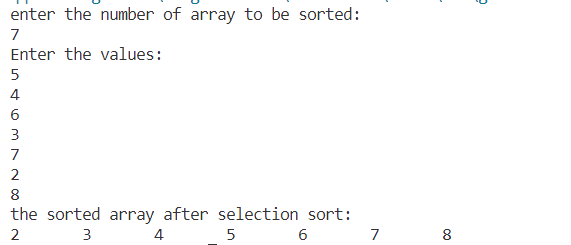 enter the number of array to be sorted:
7
Enter the values:
5
4
6
3
7
2
8
the sorted array after selection sort:
2 3 4 _ 5 6 7 8